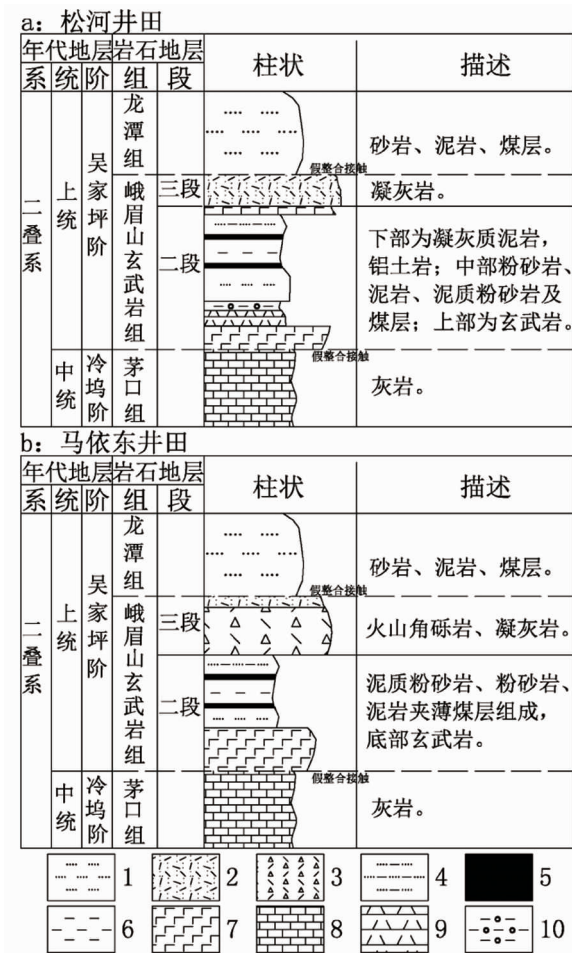 a: 松河井田
年代地层 岩石地层 柱状 描述
系 统 阶 组 段
二叠系
上统
吴家坪阶
龙潭组
假整合接触
砂岩、泥岩、煤层。
峨眉山玄武岩组
三段
凝灰岩。
二段
下部为凝灰质泥岩，
铝土岩；中部粉砂岩、
泥岩、泥质粉砂岩及
煤层；上部为玄武岩。
假整合接触
中统
冷坞阶
茅口组
灰岩。
b: 马依东井田
年代地层 岩石地层 柱状 描述
系 统 阶 组 段
二叠系
上统
吴家坪阶
龙潭组
砂岩、泥岩、煤层。
假整合接触
峨眉山玄武岩组
三段
火山角砾岩、凝灰岩。
二段
泥质粉砂岩、粉砂岩、
泥岩夹薄煤层组成，
底部玄武岩。
假整合接触
中统
冷坞阶
茅口组
灰岩。
1 2 3 4 5
6 7 8 9 10